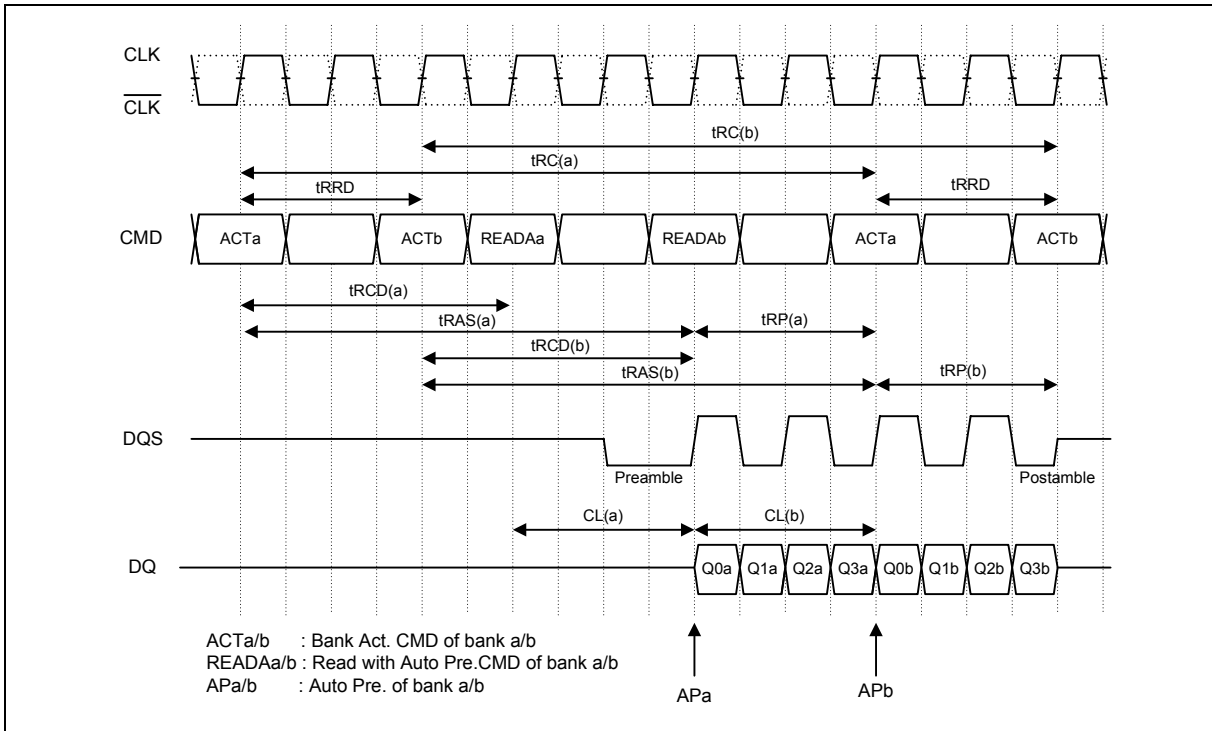 CLK
CLK
tRC(b)
tRC(a)
tRRD
tRRD
CMD
ACTa
ACTb
READAa
READAb
ACTa
ACTb
tRCD(a)
tRAS(a)
tRP(a)
tRCD(b)
tRAS(b)
tRP(b)
DQS
Preamble
Postamble
CL(a)
CL(b)
DQ
Q0a
Q1a
Q2a
Q3a
Q0b
Q1b
Q2b
Q3b
ACTa/b : Bank Act. CMD of bank a/b
READAa/b : Read with Auto Pre.CMD of bank a/b
APa/b : Auto Pre. of bank a/b
APa
APb